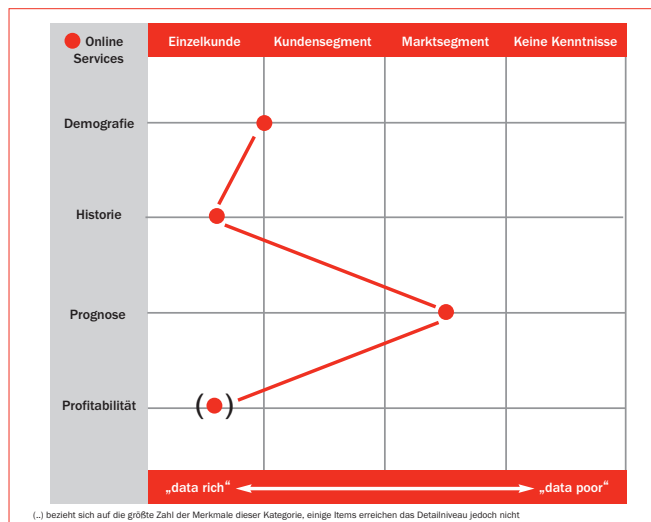 Online Services
Einzelkunde Kundensegment Marktsegment Keine Kenntnisse
Demografie
Historie
Prognose
Profitabilität
( )
„data rich“ „data poor“
(..) bezieht sich auf die größte Zahl der Merkmale dieser Kategorie, einige Items erreichen das Detailniveau jedoch nicht